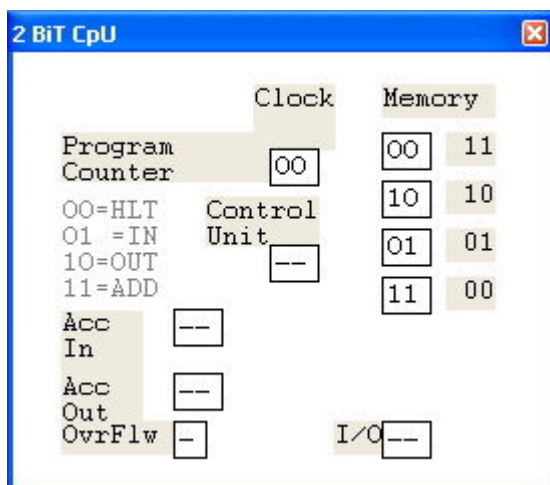 2 BiT CpU
Clock
Memory
Program
Counter
00
00 11
10 10
01 01
11 00
00=HLT
01 =IN
10=OUT
11=ADD
Control
Unit
--
Acc
In
--
Acc
Out
--
OvrFlw -
I/O --